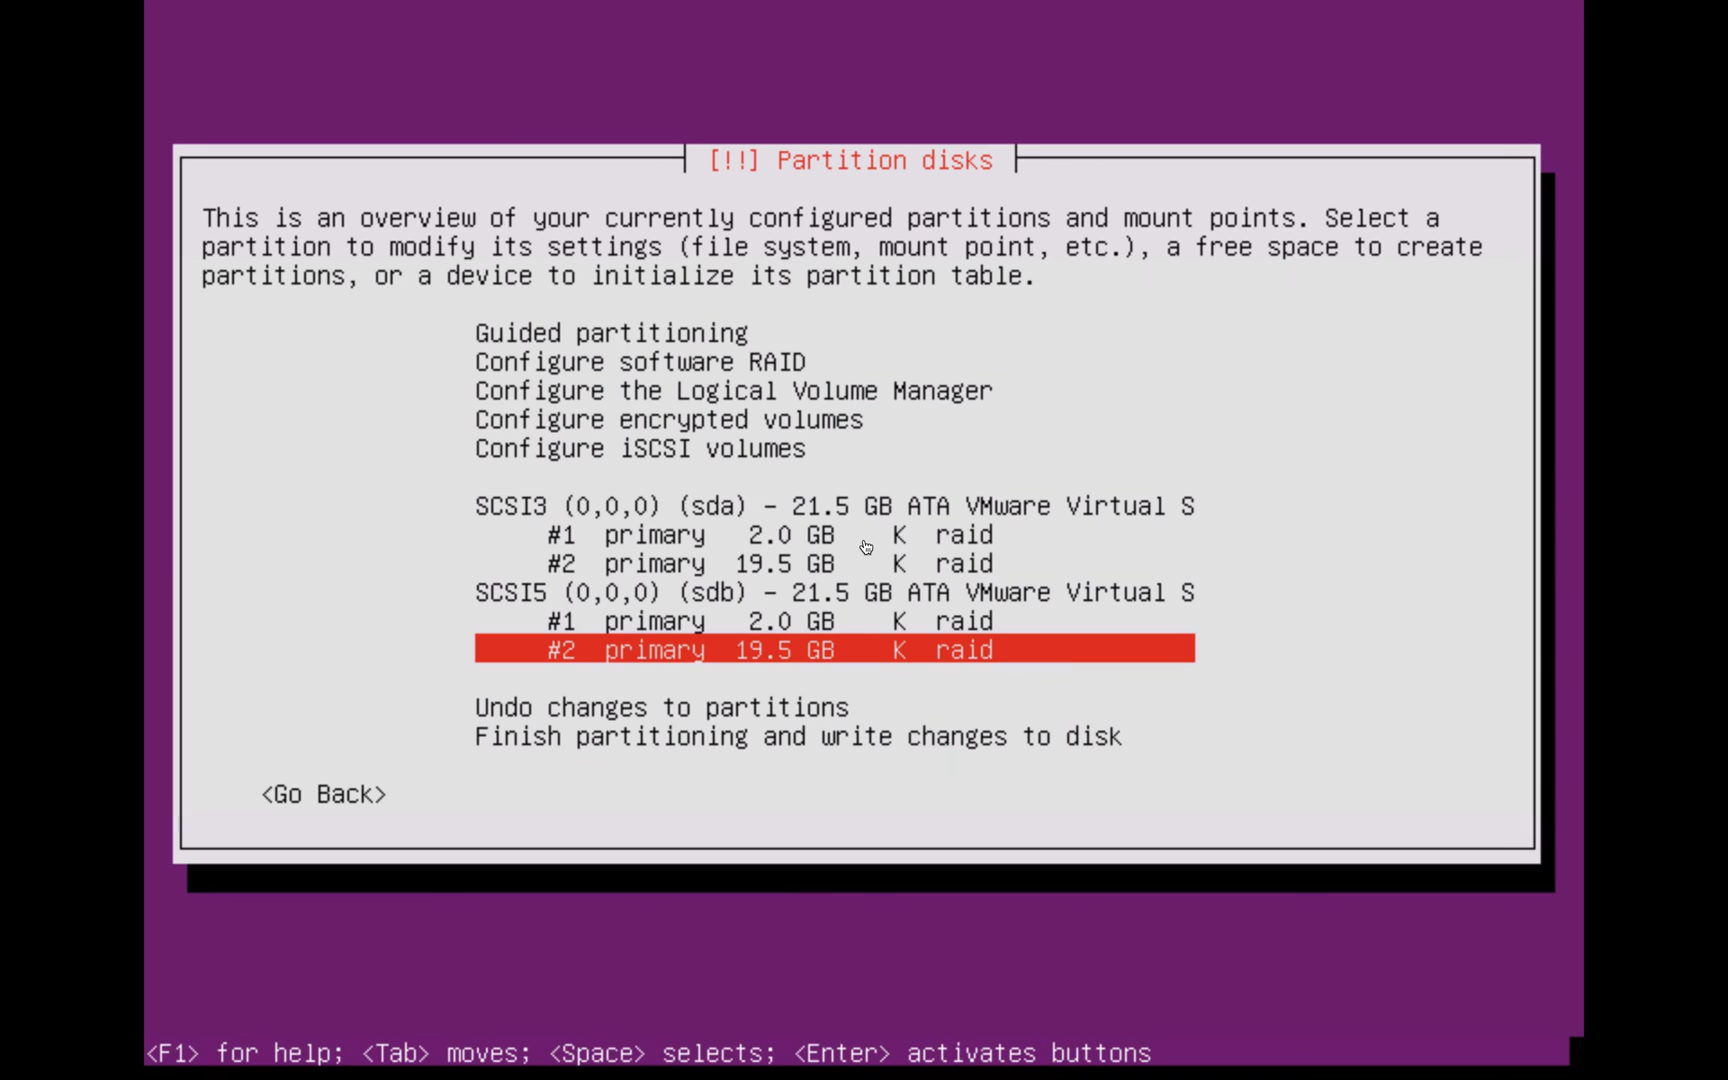 [!!] Partition disks
This is an overview of your currently configured partitions and mount points. Select a
partition to modify its settings (file system, mount point, etc.), a free space to create
partitions, or a device to initialize its partition table.
Guided partitioning
Configure software RAID
Configure the Logical Volume Manager
Configure encrypted volumes
Configure iSCSI volumes
SCSI3 (0,0,0) (sda) - 21.5 GB ATA VMware Virtual S
#1 primary 2.0 GB K raid
#2 primary 19.5 GB K raid
SCSI5 (0,0,0) (sdb) - 21.5 GB ATA VMware Virtual S
#1 primary 2.0 GB K raid
#2 primary 19.5 GB K raid
Undo changes to partitions
Finish partitioning and write changes to disk
<Go Back>
<F1> for help; <Tab> moves; <Space> selects; <Enter> activates buttons